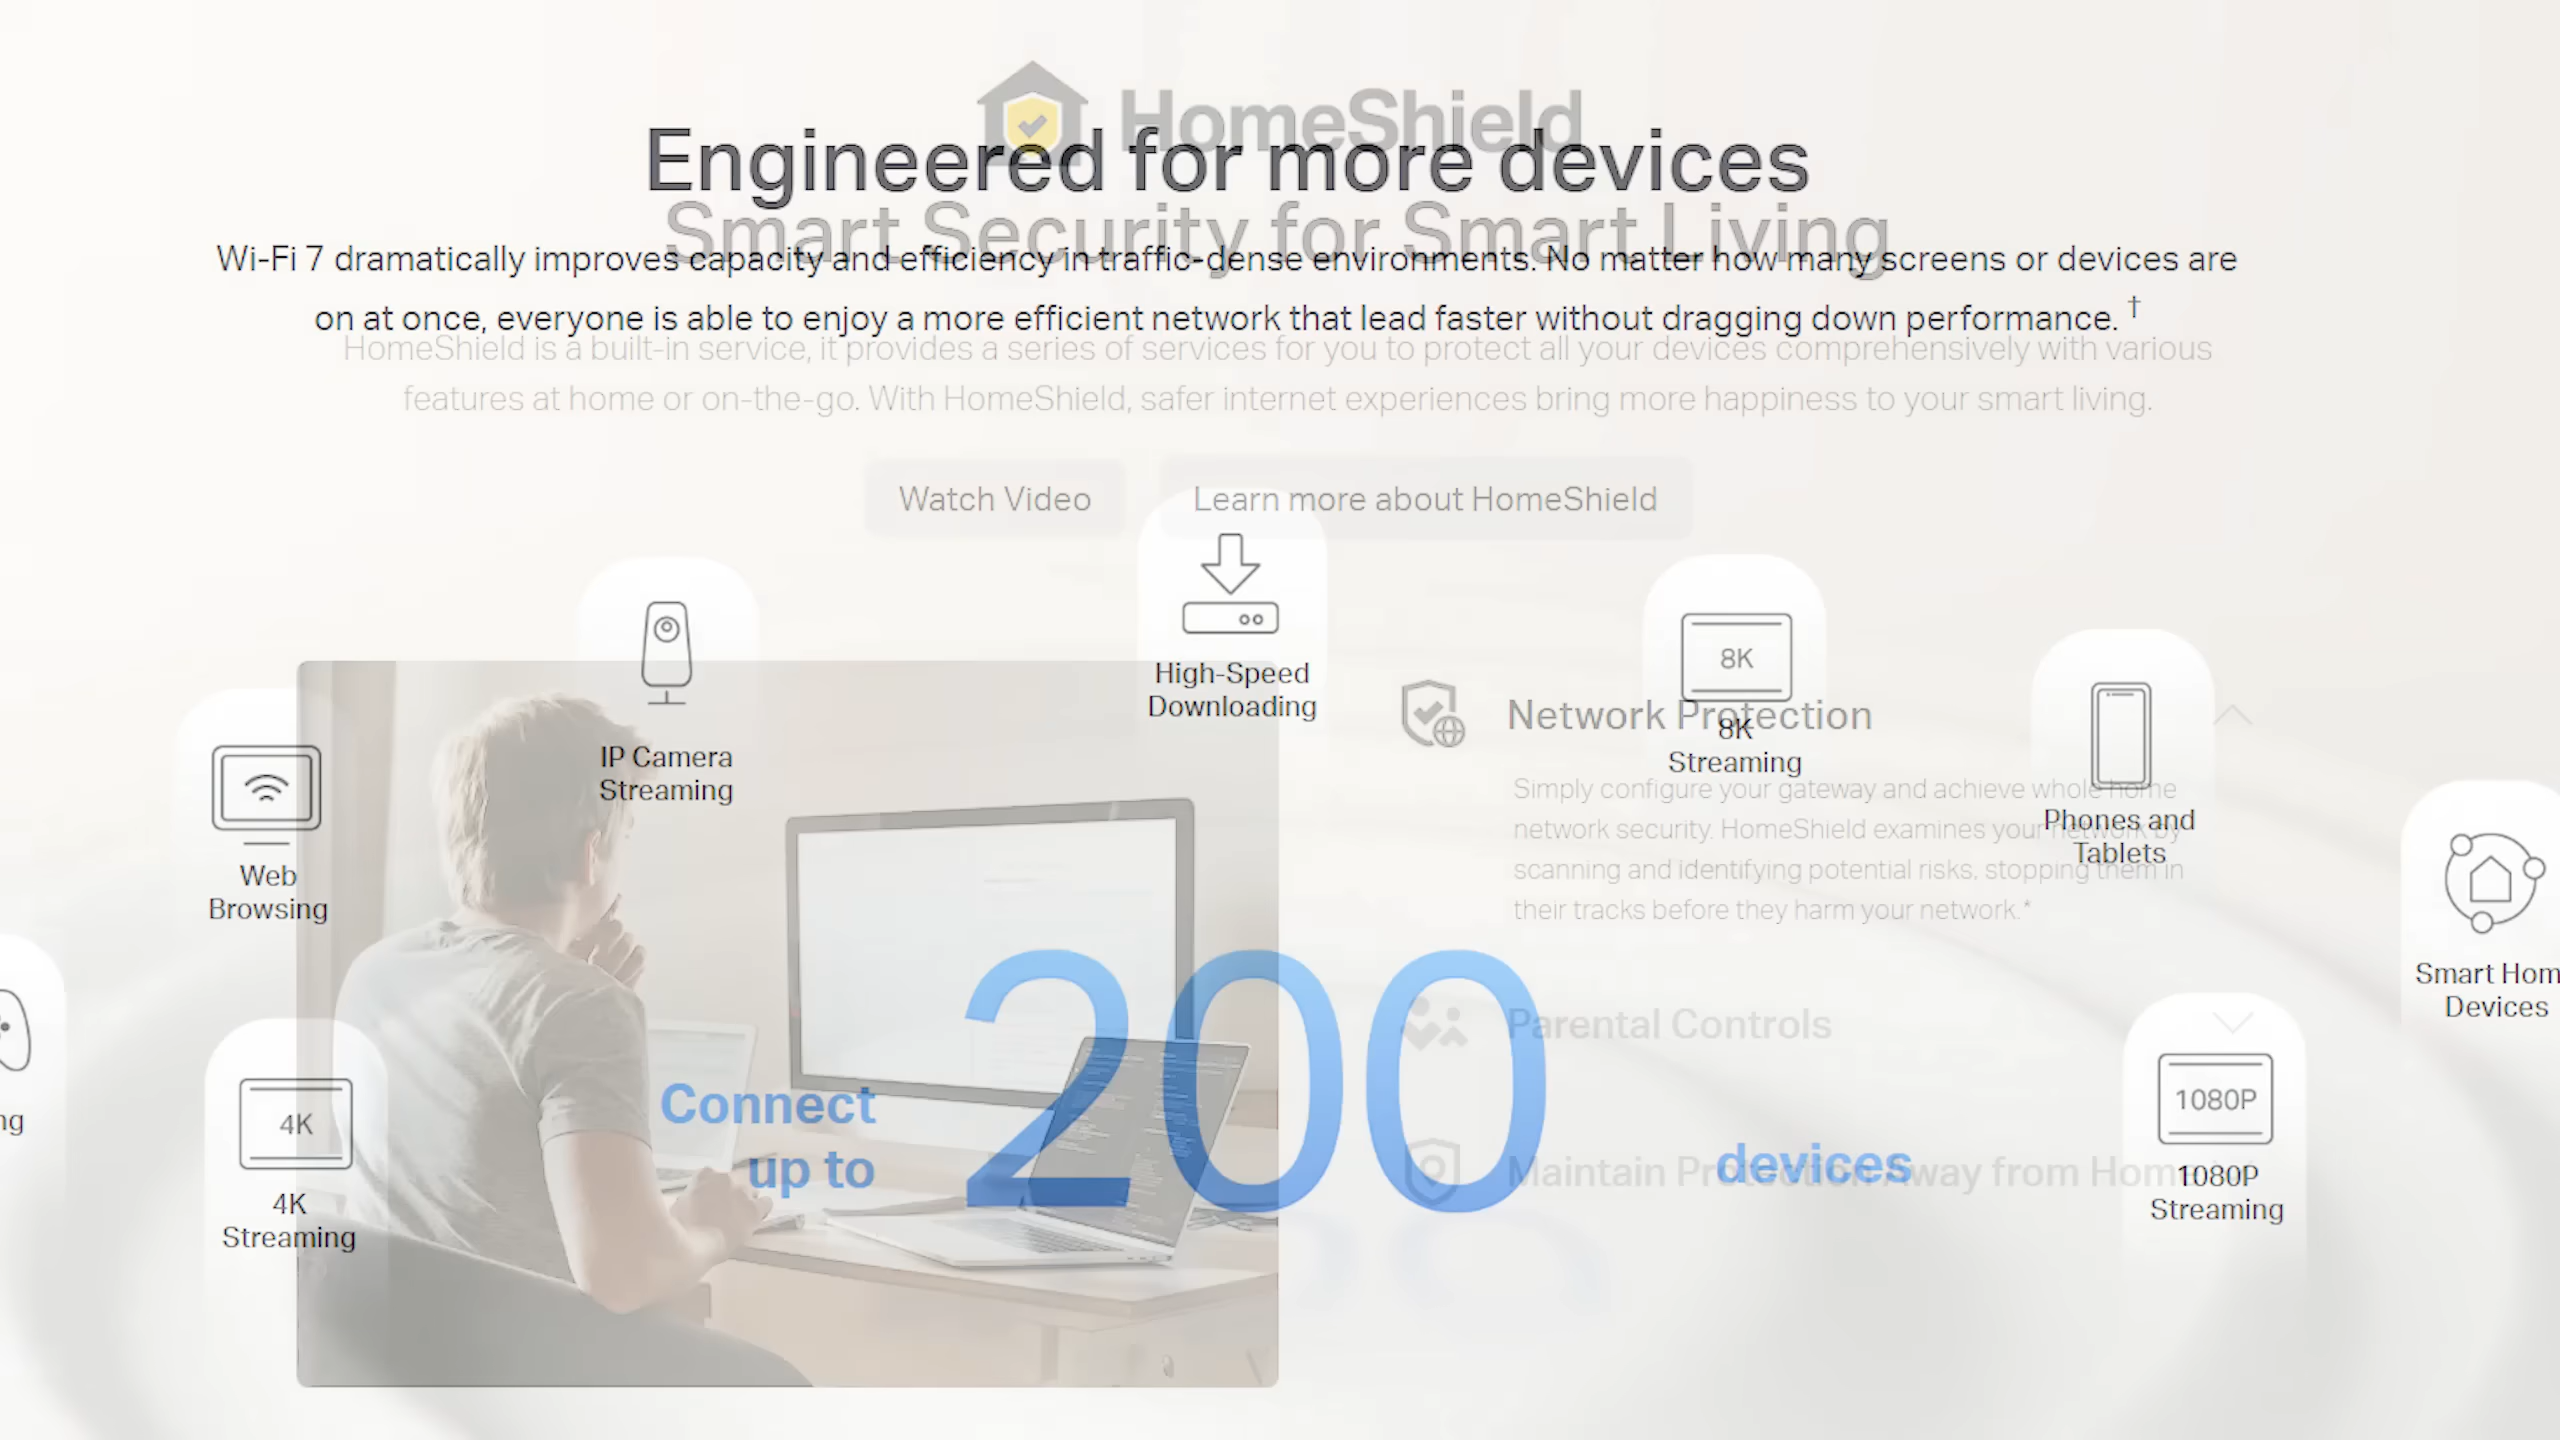 HomeShield
Engineered for more devices
Smart Security for Smart Living
Wi-Fi 7 dramatically improves capacity and efficiency in traffic-dense environments. No matter how many screens or devices are
on at once, everyone is able to enjoy a more efficient network that lead faster without dragging down performance. †
HomeShield is a built-in service, it provides a series of services for you to protect all your devices comprehensively with various
features at home or on-the-go. With HomeShield, safer internet experiences bring more happiness to your smart living.
Watch Video
Learn more about HomeShield
High-Speed
Downloading
8K
8K
Streaming
IP Camera
Streaming
Network Protection
Simply configure your gateway and achieve whole home
network security. HomeShield examines your network by
scanning and identifying potential risks, stopping them in
their tracks before they harm your network.*
Phones and
Tablets
Web
Browsing
Smart Hom
Devices
Parental Controls
Connect
up to
200
devices
Maintain Protection Away from Hom
ng
4K
4K
Streaming
1080P
1080P
Streaming